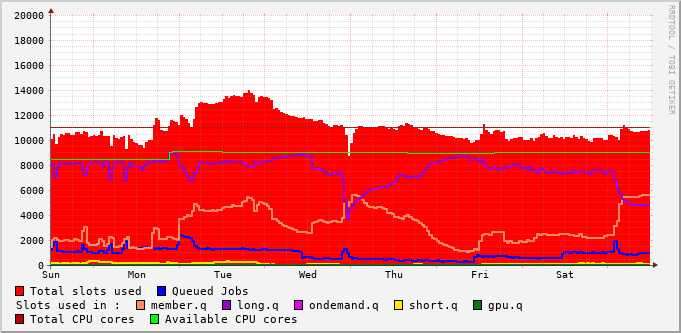 20000
18000
16000
14000
12000
10000
8000
6000
4000
2000
0
Sun Mon Tue Wed Thu Fri Sat
RRDTOOL / TOBI OETIKER
Total slots used Queued Jobs
Slots used in : member.q long.q ondemand.q short.q gpu.q
Total CPU cores Available CPU cores